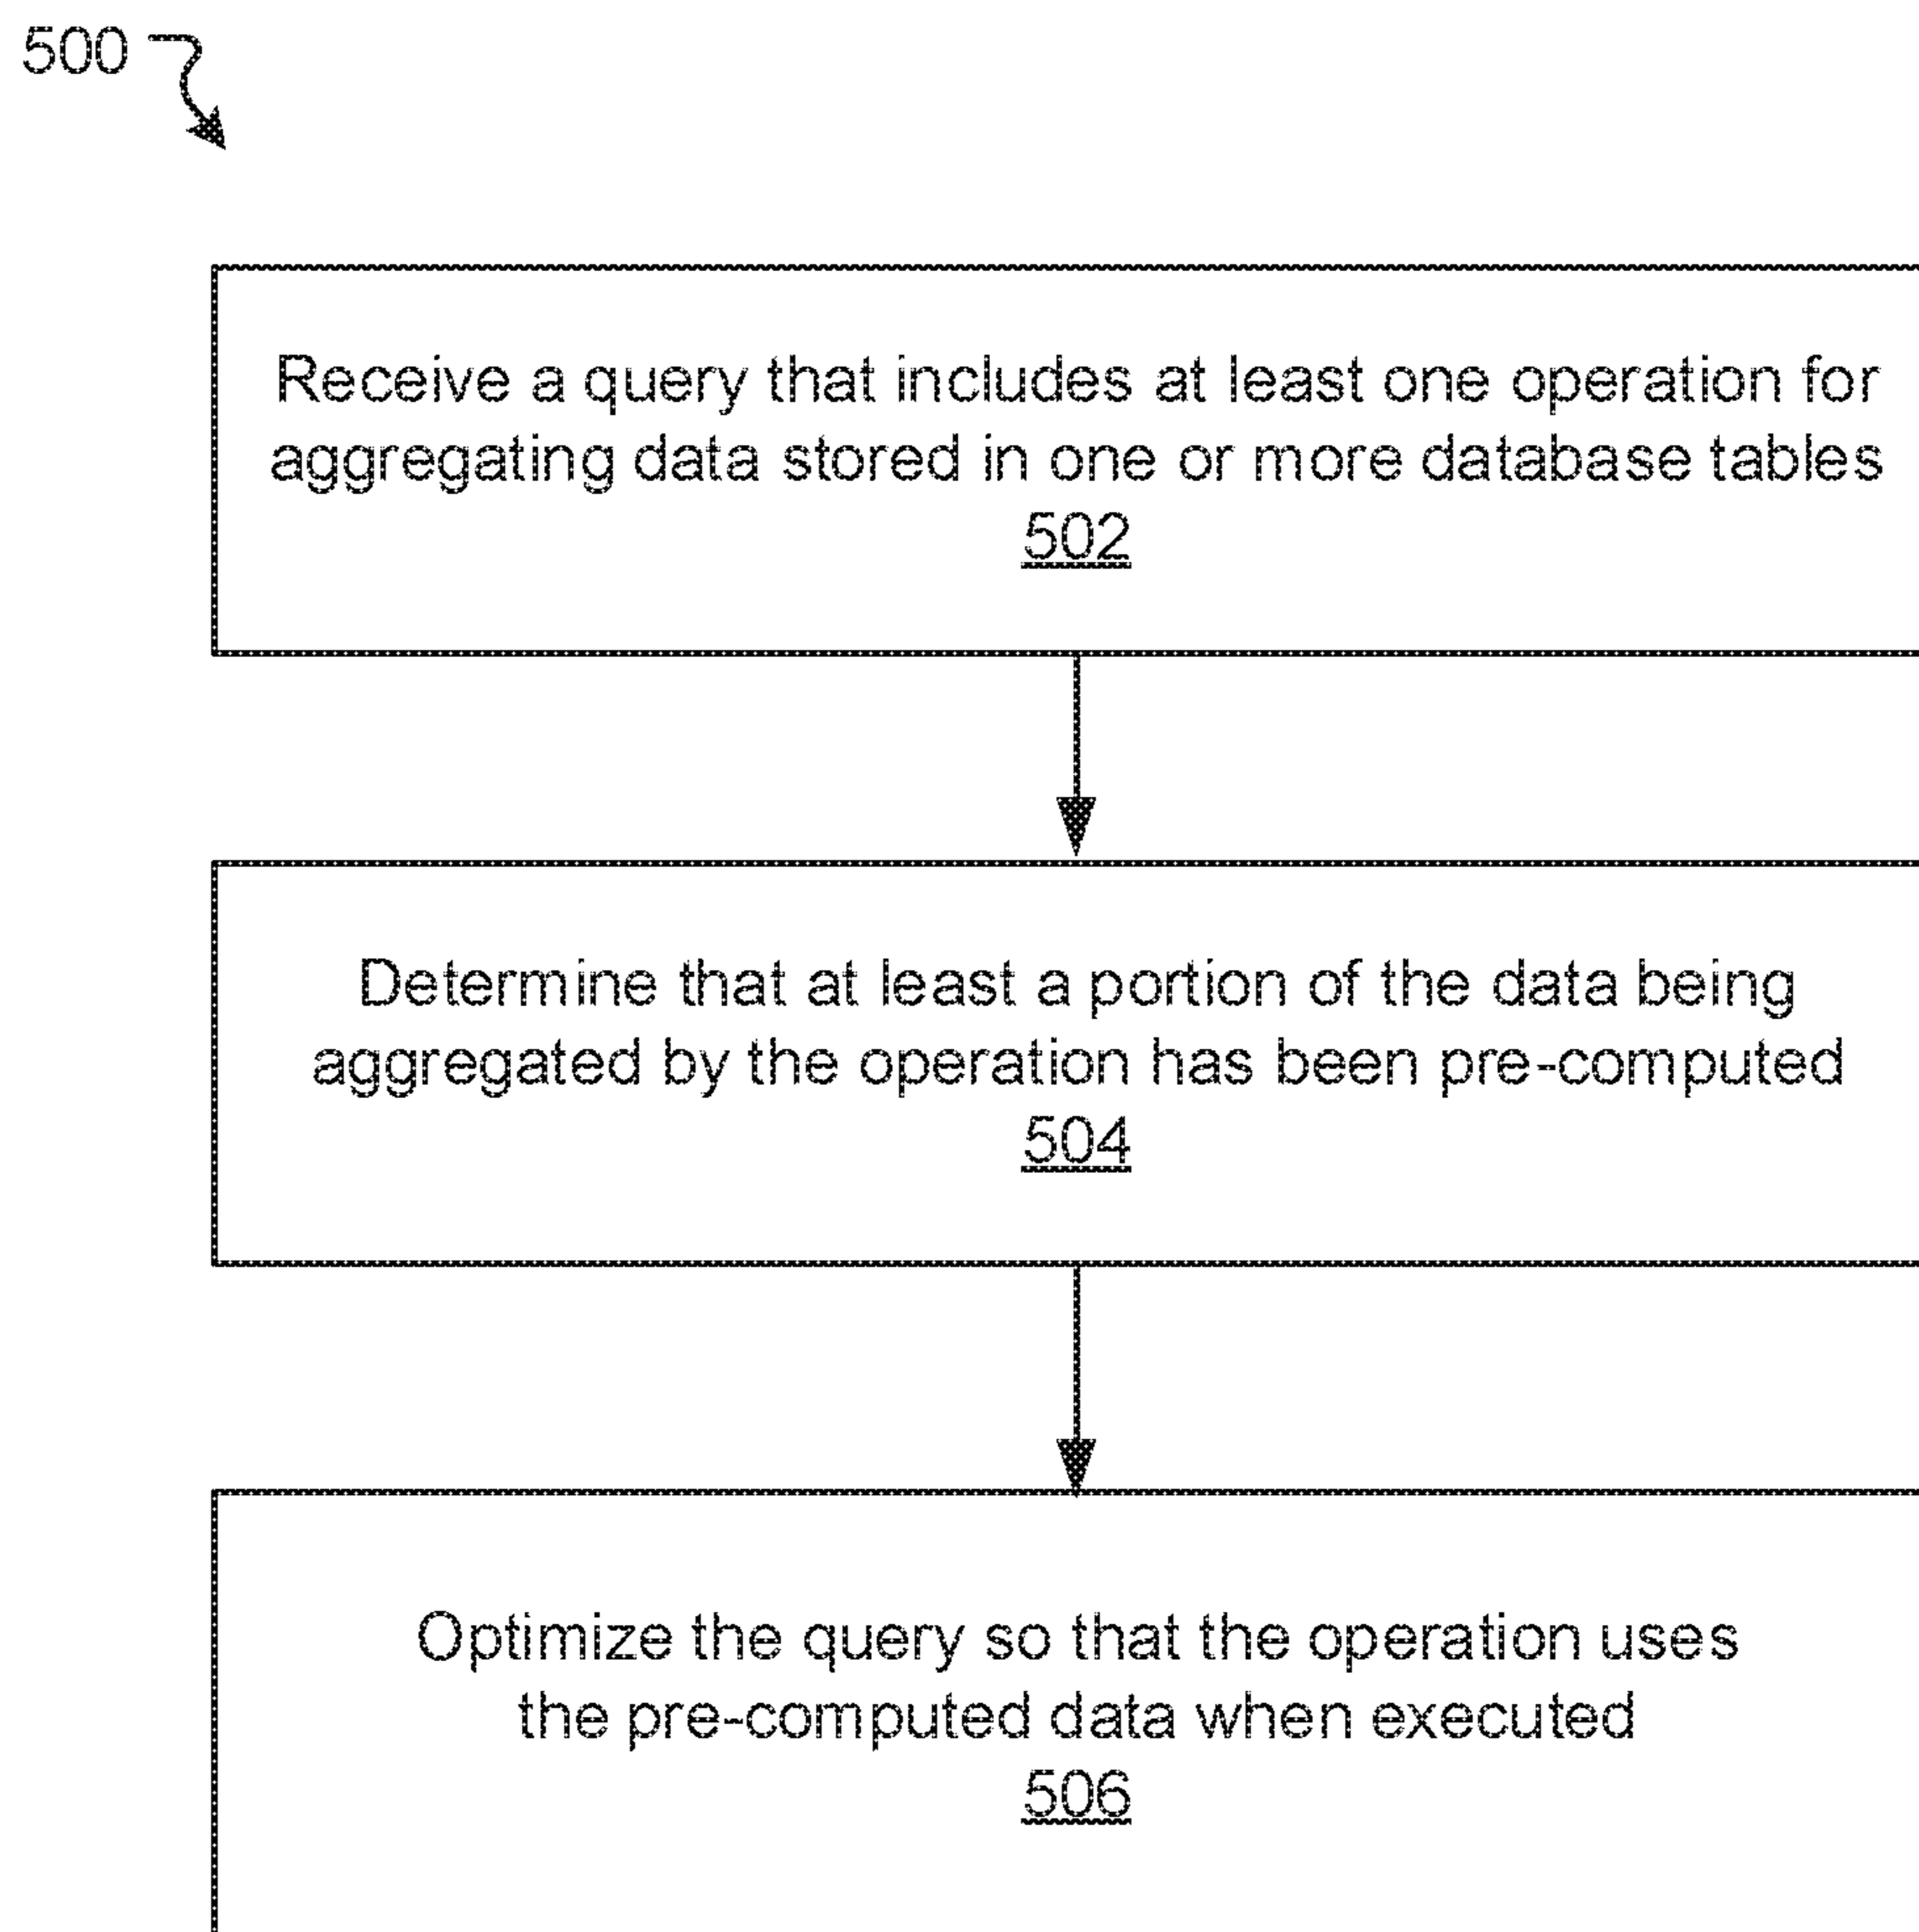 500
Receive a query that includes at least one operation for
aggregating data stored in one or more database tables
502
Determine that at least a portion of the data being
aggregated by the operation has been pre-computed
504
Optimize the query so that the operation uses
the pre-computed data when executed
506